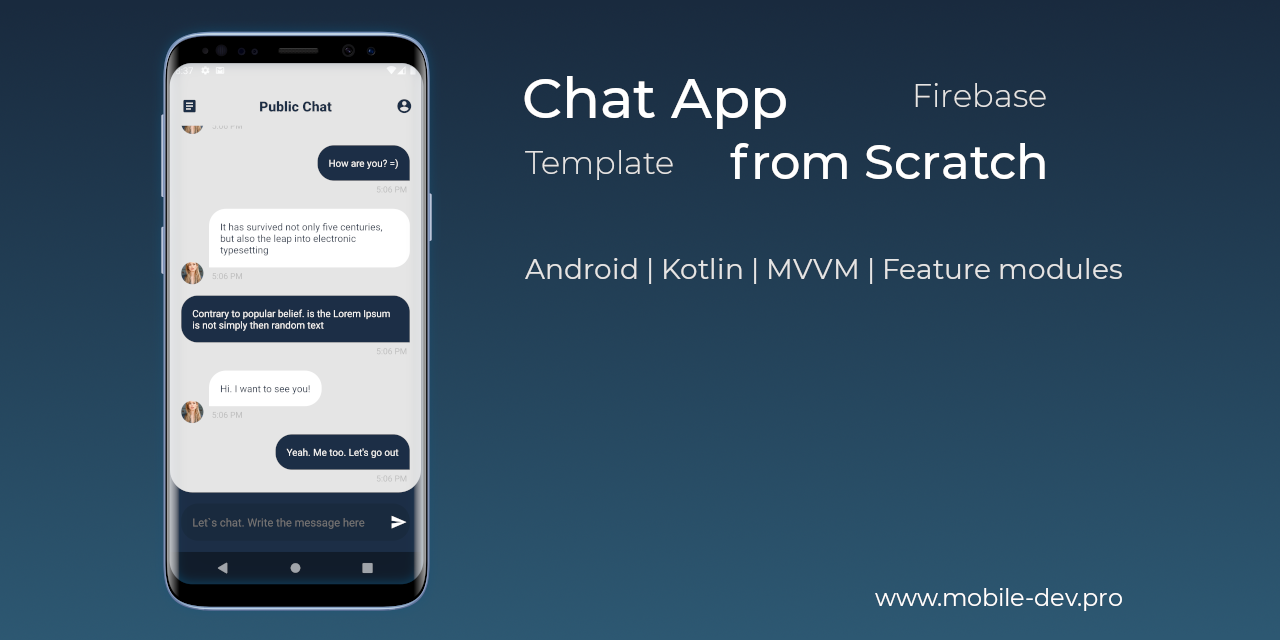 Public Chat
How are you? =)
5:06 PM
It has survived not only five centuries,
but also the leap into electronic
typesetting
5:06 PM
Contrary to popular belief. is the Lorem Ipsum
is not simply then random text
5:06 PM
Hi. I want to see you!
5:06 PM
Yeah. Me too. Let's go out
5:06 PM
Let`s chat. Write the message here
Chat App
Firebase
Template
from Scratch
Android | Kotlin | MVVM | Feature modules
www.mobile-dev.pro